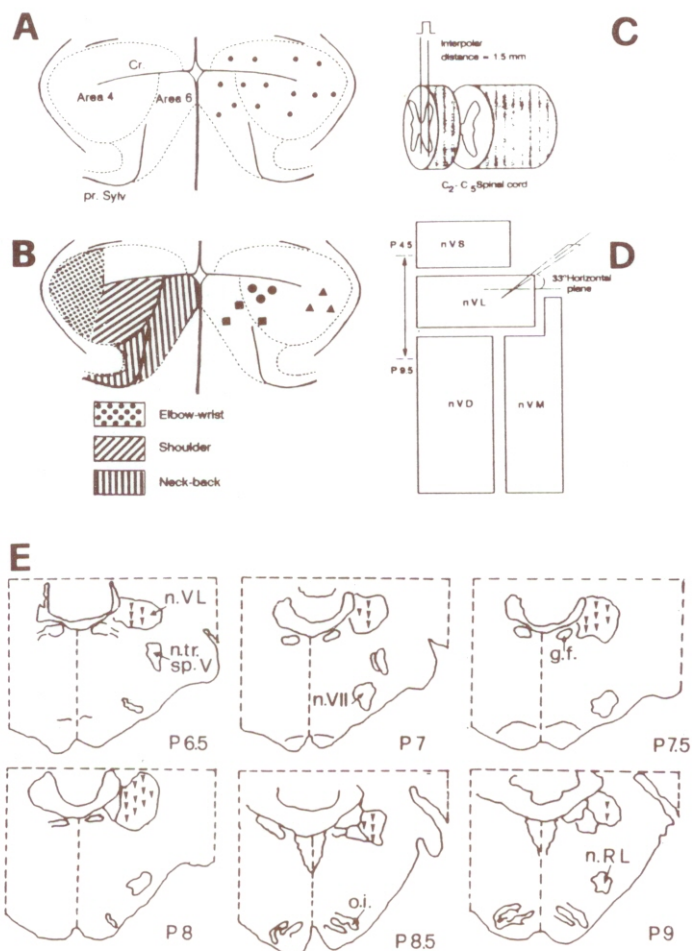 A
Cr.
Area 4
Area 6
pr. Sylv
C
Interpolar
distance = 1.5 mm
C2- C5 Spinal cord
B
Elbow-wrist
Shoulder
Neck-back
D
P 4.5
n V S
33° Horizontal
plane
n V L
P 9.5
n V D
n V M
E
n.VL
n.tr.
sp.V
P 6.5
n.VII
P 7
g.f.
P 7.5
P 8
o.i.
P 8.5
n.RL
P 9